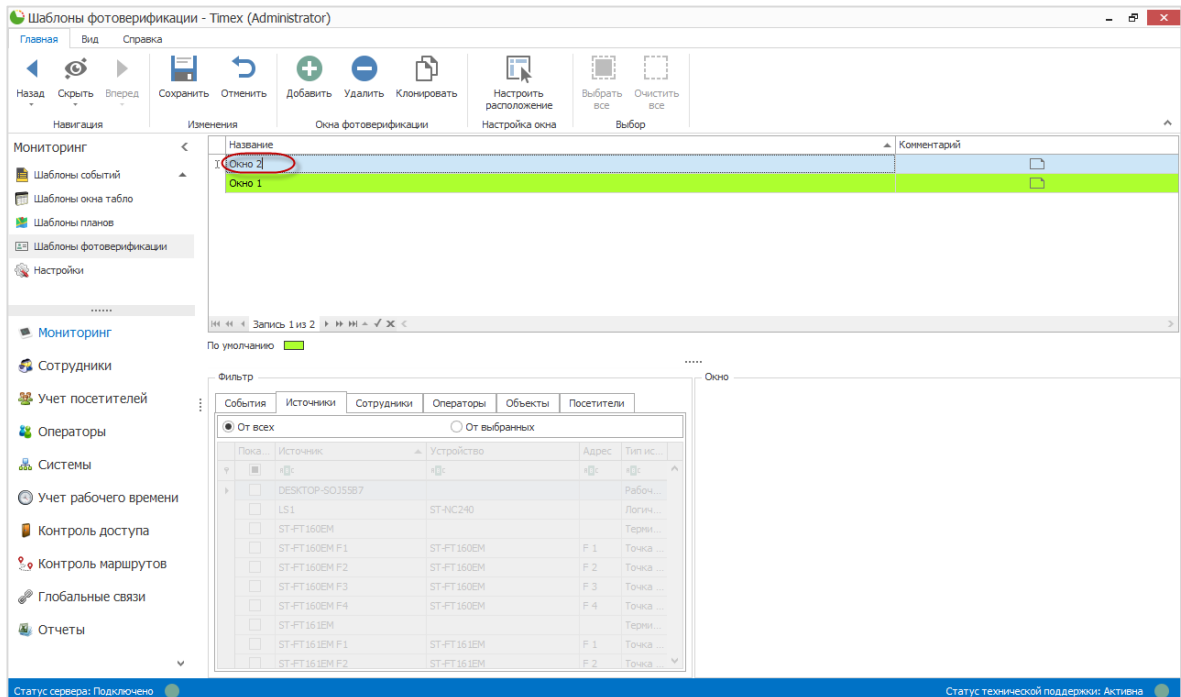 Шаблоны фотоверификации - Timex (Administrator)
Главная Вид Справка
Назад Скрыть Вперед Сохранить Отменить Добавить Удалить Клонировать Настроить расположение Выбрать все Очистить все
Навигация Изменения Окна фотоверификации Настройка окна Выбор
Мониторинг
Шаблоны событий
Шаблоны окна табло
Шаблоны планов
Шаблоны фотоверификации
Настройки
Мониторинг
Сотрудники
Учет посетителей
Операторы
Системы
Учет рабочего времени
Контроль доступа
Контроль маршрутов
Глобальные связи
Отчеты
Название Комментарий
Окно 2
Окно 1
Запись 1 из 2
По умолчанию
Фильтр
События Источники Сотрудники Операторы Объекты Посетители
От всех От выбранных
Пока... Источник Устройство Адрес Тип ис...
DESKTOP-SOJ55B7 Рабоч...
LS1 ST-NC240 Логич...
ST-FT160EM Терми...
ST-FT160EM F1 ST-FT160EM F 1 Точка ...
ST-FT160EM F2 ST-FT160EM F 2 Точка ...
ST-FT160EM F3 ST-FT160EM F 3 Точка ...
ST-FT160EM F4 ST-FT160EM F 4 Точка ...
ST-FT161EM Терми...
ST-FT161EM F1 ST-FT161EM F 1 Точка ...
ST-FT161EM F2 ST-FT161EM F 2 Точка ...
Окно
Статус сервера: Подключено Статус технической поддержки: Активна